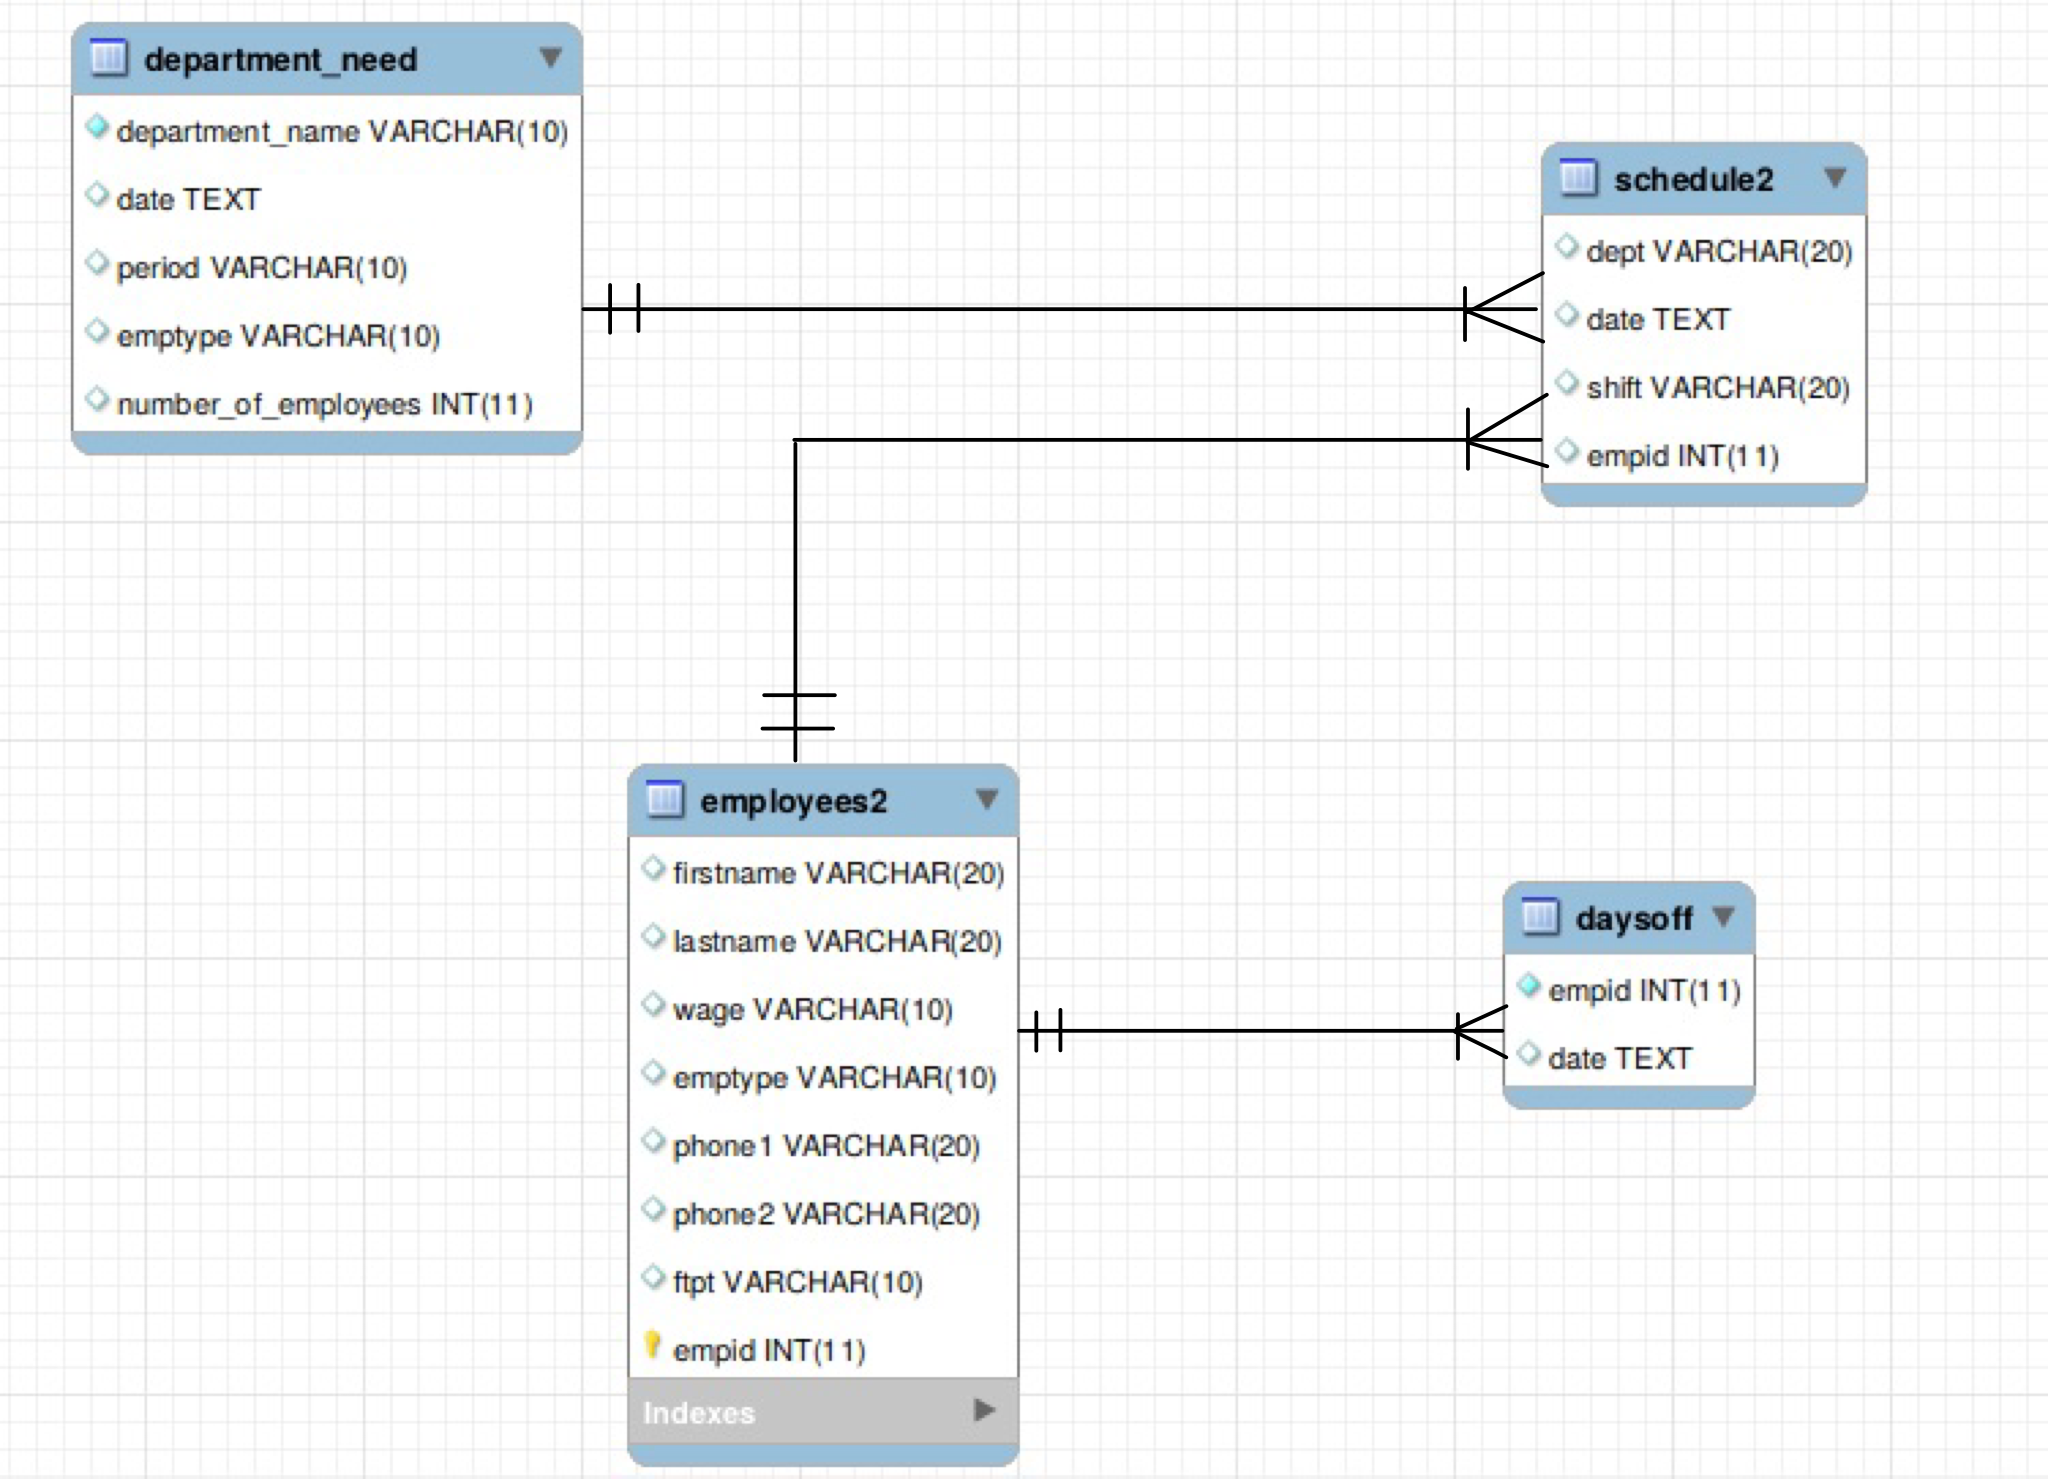 department_need
department_name VARCHAR(10)
date TEXT
period VARCHAR(10)
emptype VARCHAR(10)
number_of_employees INT(11)
schedule2
dept VARCHAR(20)
date TEXT
shift VARCHAR(20)
empid INT(11)
employees2
firstname VARCHAR(20)
lastname VARCHAR(20)
wage VARCHAR(10)
emptype VARCHAR(10)
phone1 VARCHAR(20)
phone2 VARCHAR(20)
ftpt VARCHAR(10)
empid INT(11)
Indexes
daysoff
empid INT(11)
date TEXT